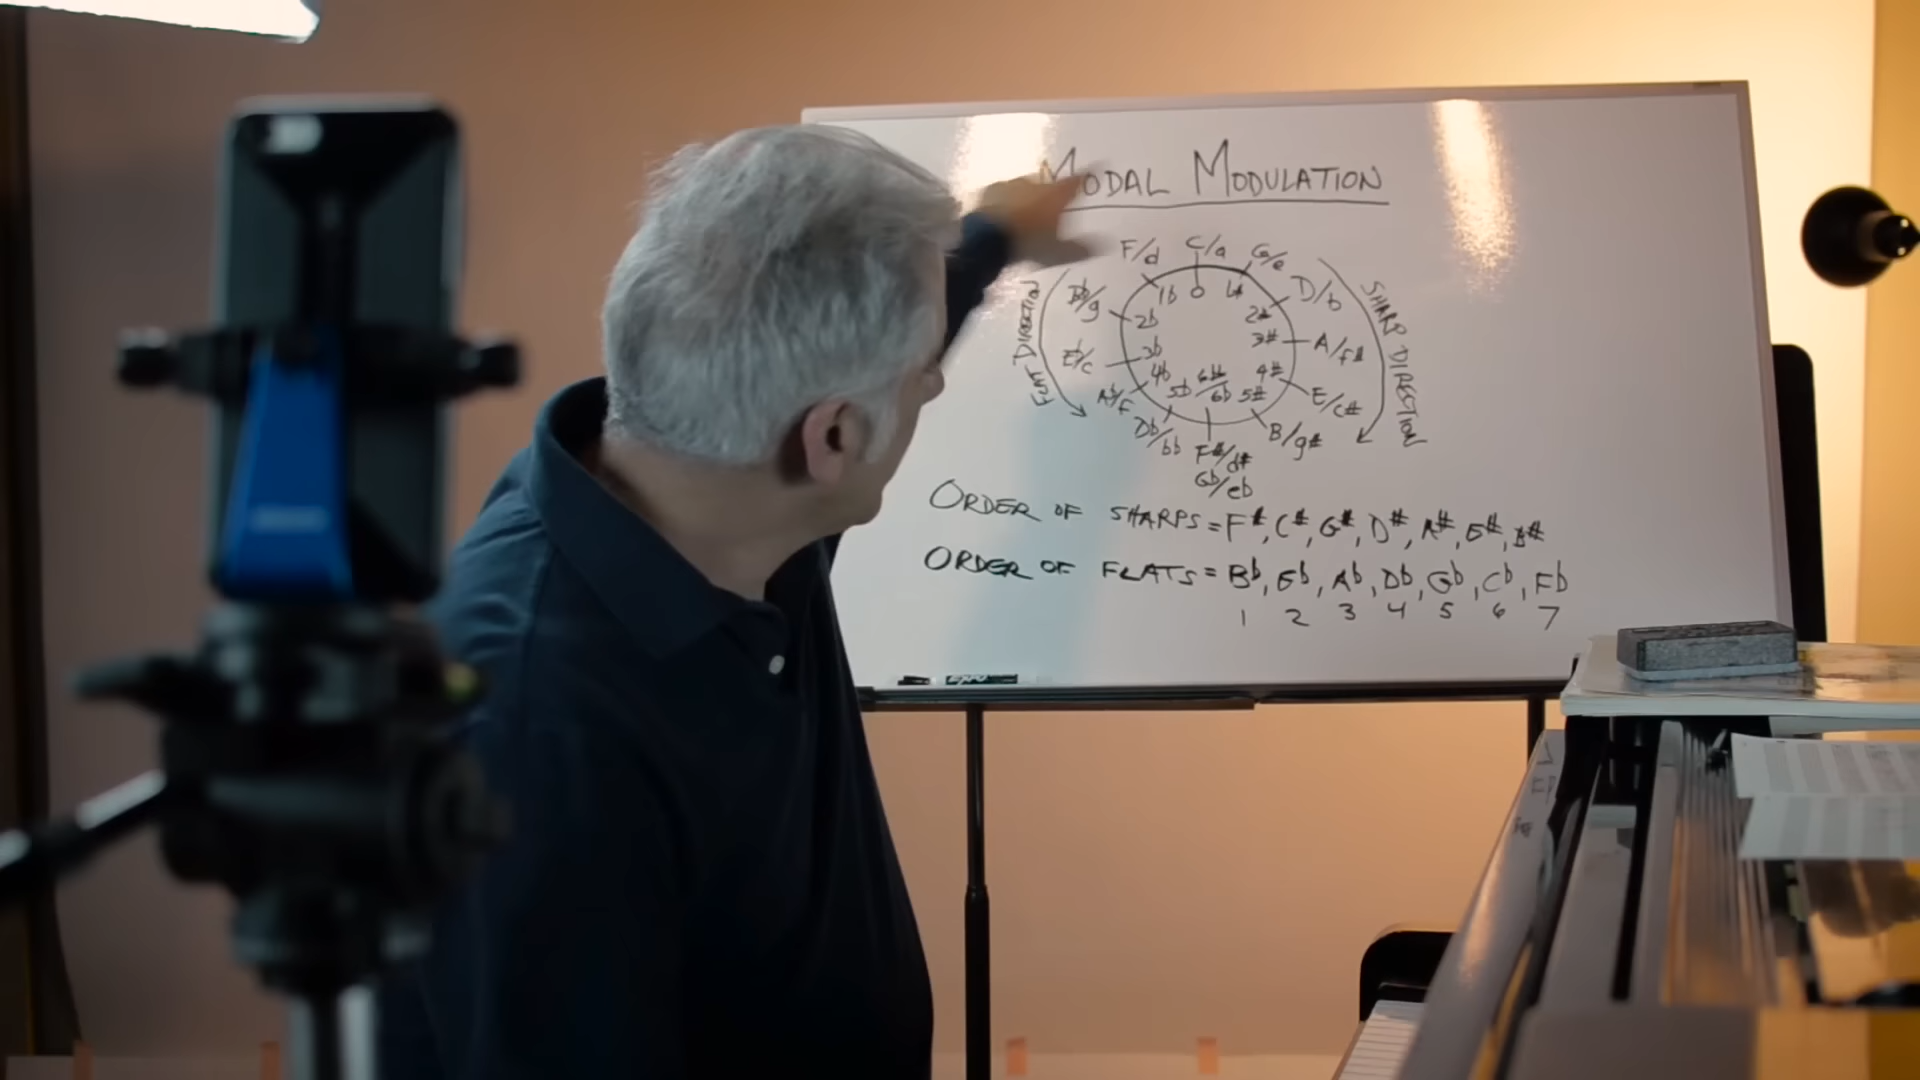 MODAL MODULATION
F/d C/a G/e
Bb/g D/b
1b 0 1#
2b 2#
3b 3#
Eb/c A/f#
4b 5b 6#/6b 5# 4#
Ab/f E/c#
Db/bb B/g#
F#/d#
Gb/eb
FLAT DIRECTION
SHARP DIRECTION
ORDER OF SHARPS = F#, C#, G#, D#, A#, E#, B#
ORDER OF FLATS = Bb, Eb, Ab, Db, Gb, Cb, Fb
1 2 3 4 5 6 7
EXPO